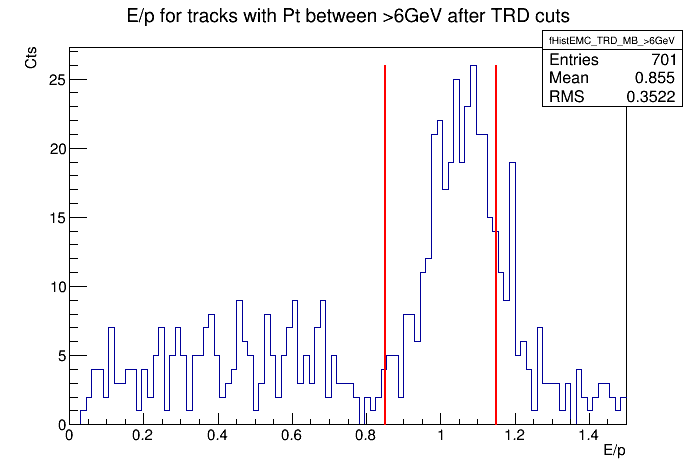 E/p for tracks with Pt between >6GeV after TRD cuts
fHistEMC_TRD_MB_>6GeV
Entries 701
Mean 0.855
RMS 0.3522
Cts
25
20
15
10
5
0
0 0.2 0.4 0.6 0.8 1 1.2 1.4
E/p